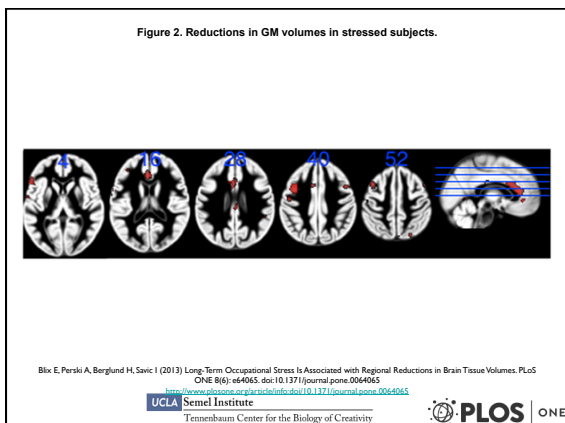 Figure 2. Reductions in GM volumes in stressed subjects.
4 16 28 40 52
Blix E, Perski A, Berglund H, Savic I (2013) Long-Term Occupational Stress Is Associated with Regional Reductions in Brain Tissue Volumes. PLoS
ONE 8(6): e64065. doi:10.1371/journal.pone.0064065
http://www.plosone.org/article/info:doi/10.1371/journal.pone.0064065
UCLA Semel Institute
Tennenbaum Center for the Biology of Creativity
PLOS ONE